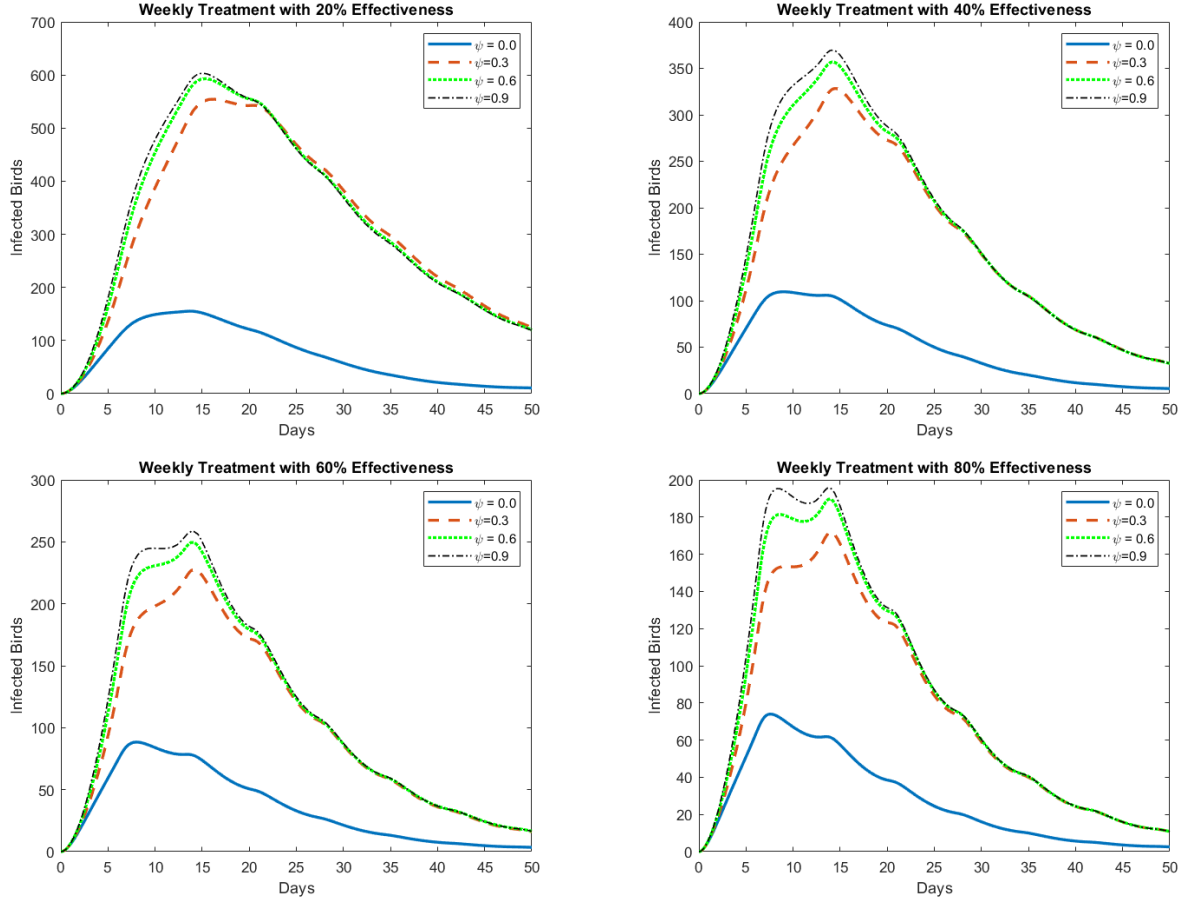 Weekly Treatment with 20% Effectiveness
700
600
500
400
300
200
100
0
Infected Birds
ψ = 0.0
ψ=0.3
ψ = 0.6
ψ=0.9
0 5 10 15 20 25 30 35 40 45 50
Days
Weekly Treatment with 40% Effectiveness
400
350
300
250
200
150
100
50
0
Infected Birds
ψ = 0.0
ψ=0.3
ψ = 0.6
ψ=0.9
0 5 10 15 20 25 30 35 40 45 50
Days
Weekly Treatment with 60% Effectiveness
300
250
200
150
100
50
0
Infected Birds
ψ = 0.0
ψ=0.3
ψ = 0.6
ψ=0.9
0 5 10 15 20 25 30 35 40 45 50
Days
Weekly Treatment with 80% Effectiveness
200
180
160
140
120
100
80
60
40
20
0
Infected Birds
ψ = 0.0
ψ=0.3
ψ = 0.6
ψ=0.9
0 5 10 15 20 25 30 35 40 45 50
Days